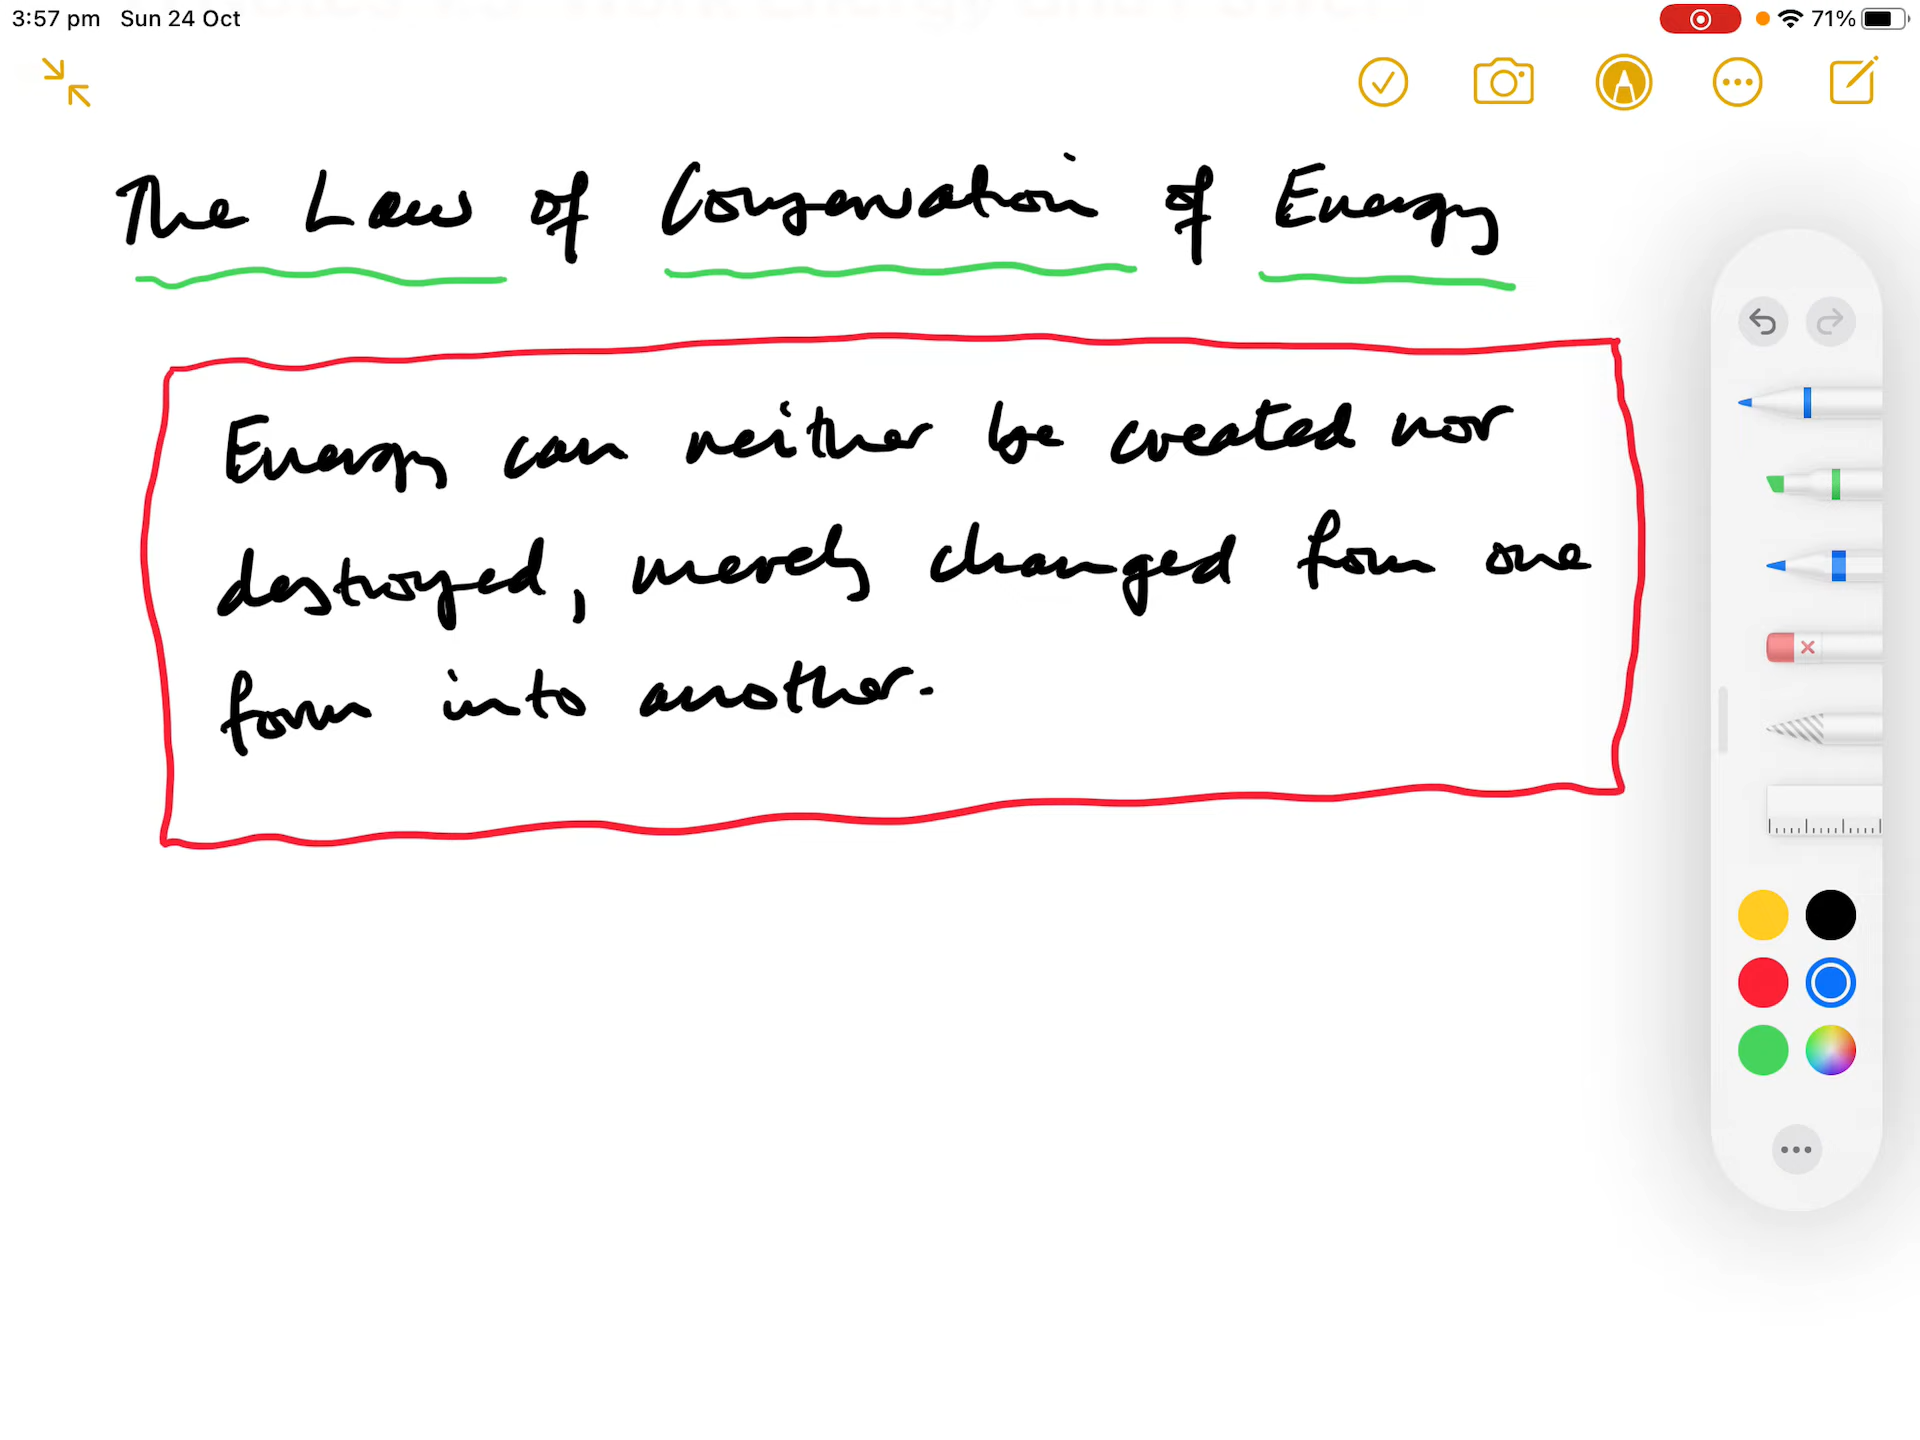 3:57 pm Sun 24 Oct 71%
The Law of Conservation of Energy
Energy can neither be created nor
destroyed, merely changed from one
form into another.